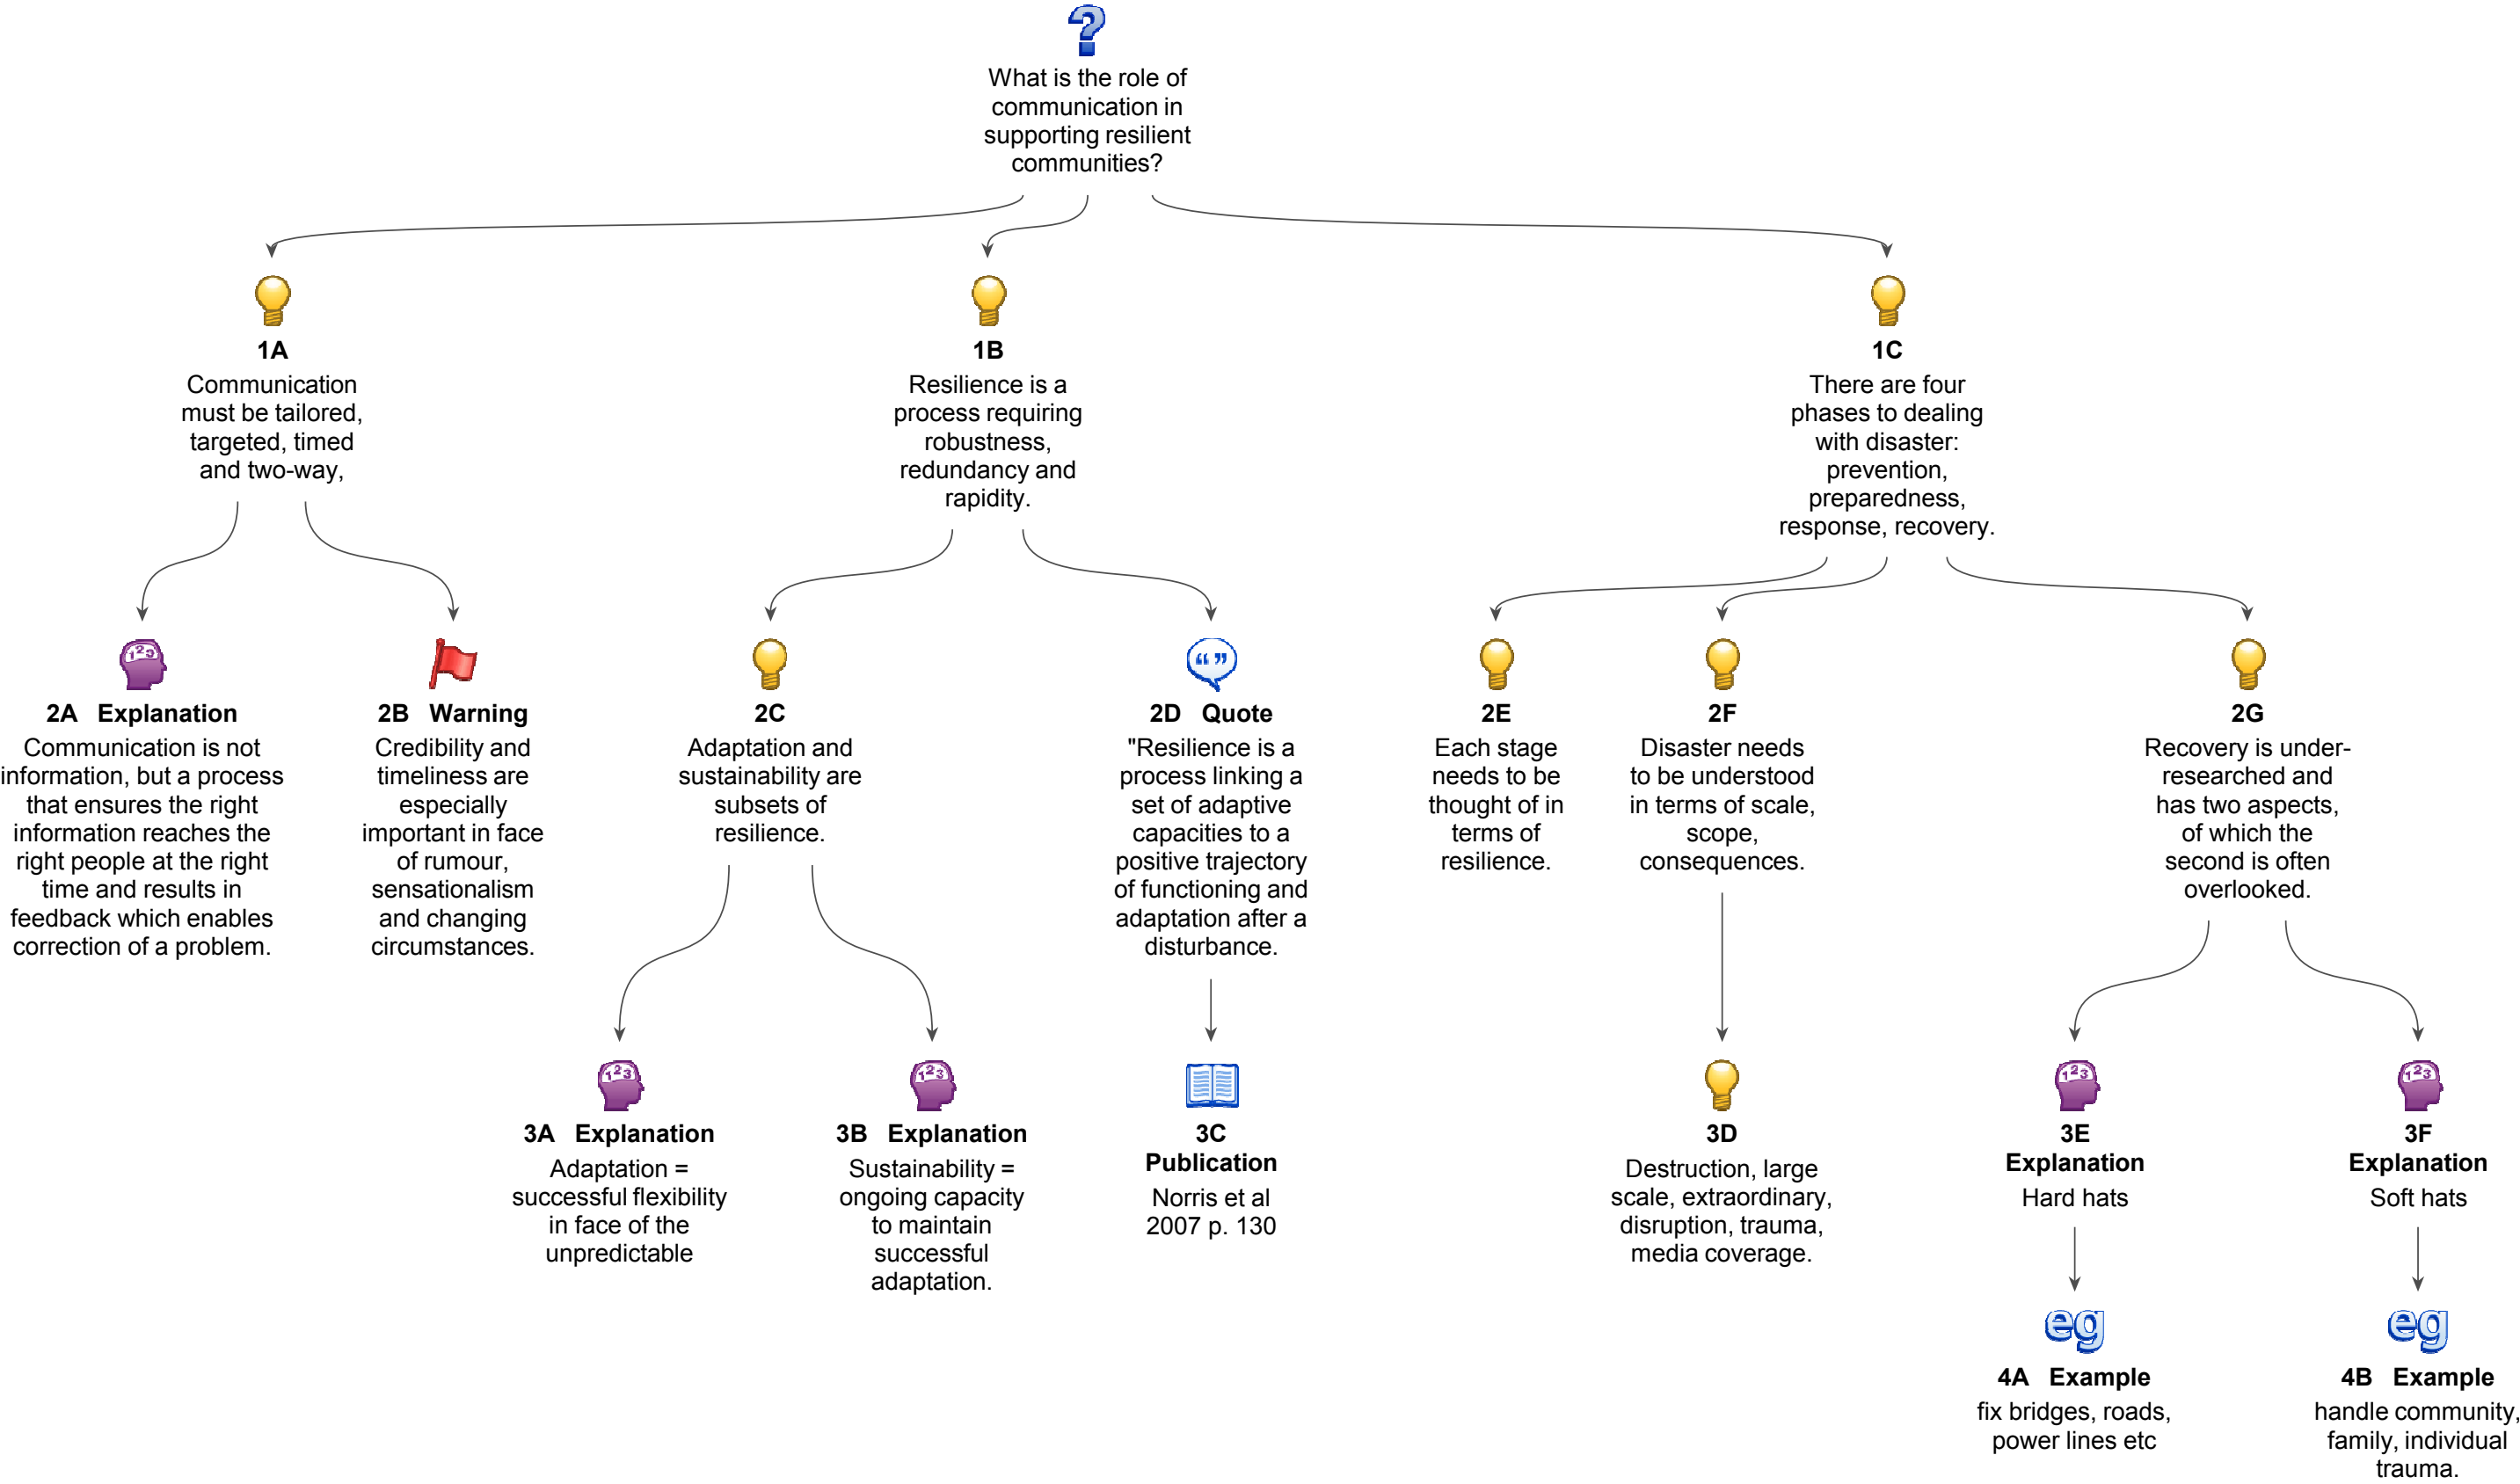 What is the role of
communication in
supporting resilient
communities?
1A
Communication
must be tailored,
targeted, timed
and two-way,
1B
Resilience is a
process requiring
robustness,
redundancy and
rapidity.
1C
There are four
phases to dealing
with disaster:
prevention,
preparedness,
response, recovery.
123
2A Explanation
Communication is not
information, but a process
that ensures the right
information reaches the
right people at the right
time and results in
feedback which enables
correction of a problem.
2B Warning
Credibility and
timeliness are
especially
important in face
of rumour,
sensationalism
and changing
circumstances.
2C
Adaptation and
sustainability are
subsets of
resilience.
2D Quote
"Resilience is a
process linking a
set of adaptive
capacities to a
positive trajectory
of functioning and
adaptation after a
disturbance.
2E
Each stage
needs to be
thought of in
terms of
resilience.
2F
Disaster needs
to be understood
in terms of scale,
scope,
consequences.
2G
Recovery is under-
researched and
has two aspects,
of which the
second is often
overlooked.
123
3A Explanation
Adaptation =
successful flexibility
in face of the
unpredictable
123
3B Explanation
Sustainability =
ongoing capacity
to maintain
successful
adaptation.
3C
Publication
Norris et al
2007 p. 130
3D
Destruction, large
scale, extraordinary,
disruption, trauma,
media coverage.
123
3E
Explanation
Hard hats
123
3F
Explanation
Soft hats
eg
4A Example
fix bridges, roads,
power lines etc
eg
4B Example
handle community,
family, individual
trauma.